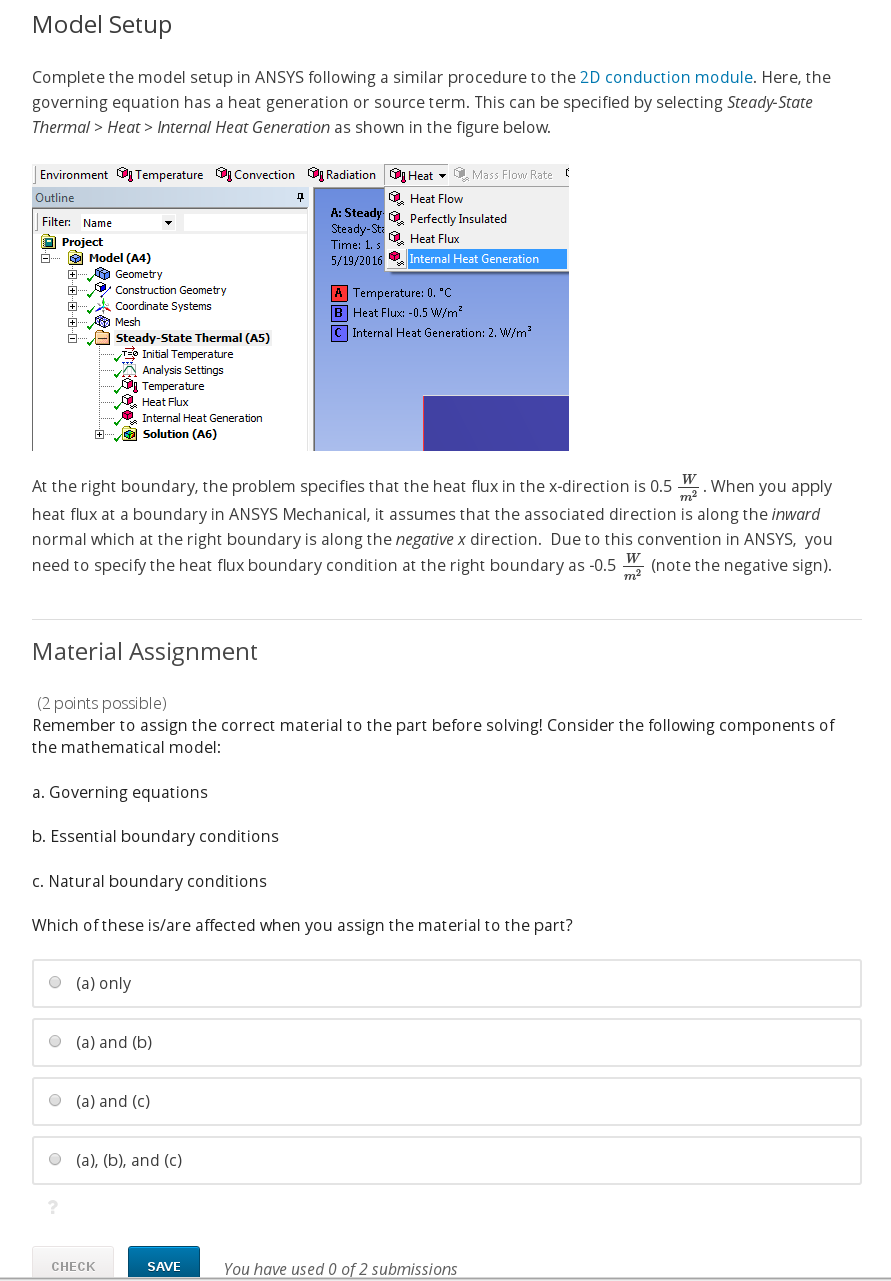 Model Setup
Complete the model setup in ANSYS following a similar procedure to the 2D conduction module. Here, the
governing equation has a heat generation or source term. This can be specified by selecting Steady-State
Thermal > Heat > Internal Heat Generation as shown in the figure below.
Environment Temperature Convection Radiation Heat Mass Flow Rate
Outline
Filter: Name
Project
Model (A4)
Geometry
Construction Geometry
Coordinate Systems
Mesh
Steady-State Thermal (A5)
Initial Temperature
Analysis Settings
Temperature
Heat Flux
Internal Heat Generation
Solution (A6)
Heat Flow
Perfectly Insulated
Heat Flux
Internal Heat Generation
A: Steady-
Steady-Sta
Time: 1. s
5/19/2016
A Temperature: 0. °C
B Heat Flux: -0.5 W/m²
C Internal Heat Generation: 2. W/m³
At the right boundary, the problem specifies that the heat flux in the x-direction is 0.5 W/m². When you apply
heat flux at a boundary in ANSYS Mechanical, it assumes that the associated direction is along the inward
normal which at the right boundary is along the negative x direction. Due to this convention in ANSYS, you
need to specify the heat flux boundary condition at the right boundary as -0.5 W/m² (note the negative sign).
Material Assignment
(2 points possible)
Remember to assign the correct material to the part before solving! Consider the following components of
the mathematical model:
a. Governing equations
b. Essential boundary conditions
c. Natural boundary conditions
Which of these is/are affected when you assign the material to the part?
(a) only
(a) and (b)
(a) and (c)
(a), (b), and (c)
?
CHECK SAVE You have used 0 of 2 submissions